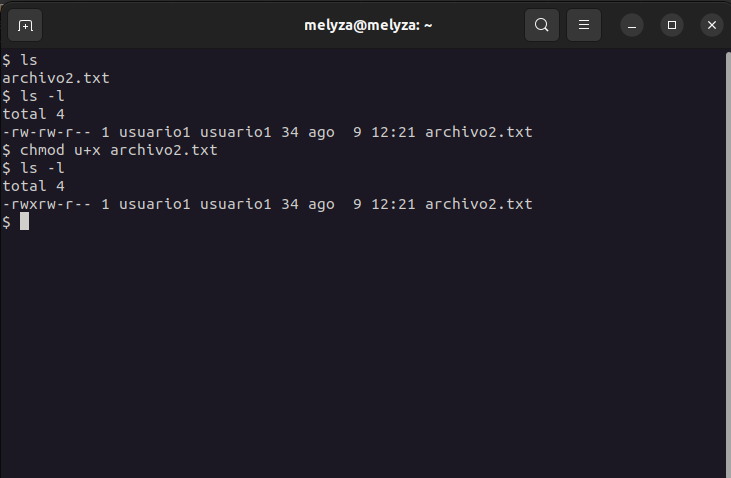 melyza@melyza: ~
$ ls
archivo2.txt
$ ls -l
total 4
-rw-rw-r-- 1 usuario1 usuario1 34 ago  9 12:21 archivo2.txt
$ chmod u+x archivo2.txt
$ ls -l
total 4
-rwxrw-r-- 1 usuario1 usuario1 34 ago  9 12:21 archivo2.txt
$